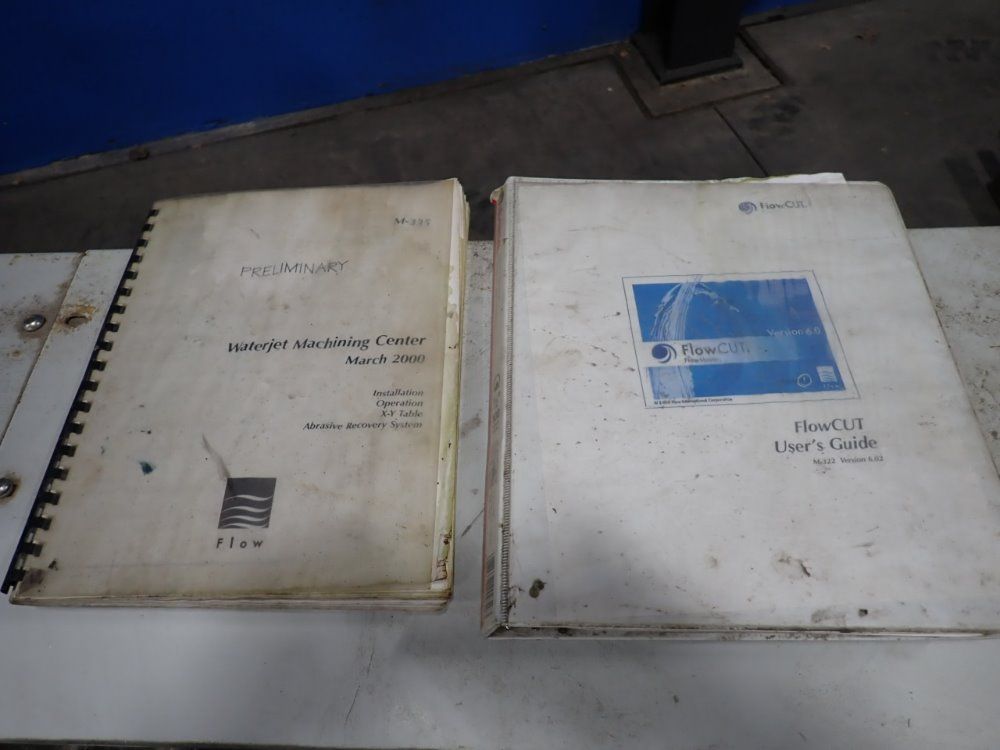 M-325
PRELIMINARY
Waterjet Machining Center
March 2000
Installation
Operation
X-Y Table
Abrasive Recovery System
Flow
FlowCUT
Version 6.0
FlowCUT
FlowCUT
User's Guide
M-322 Version 6.02